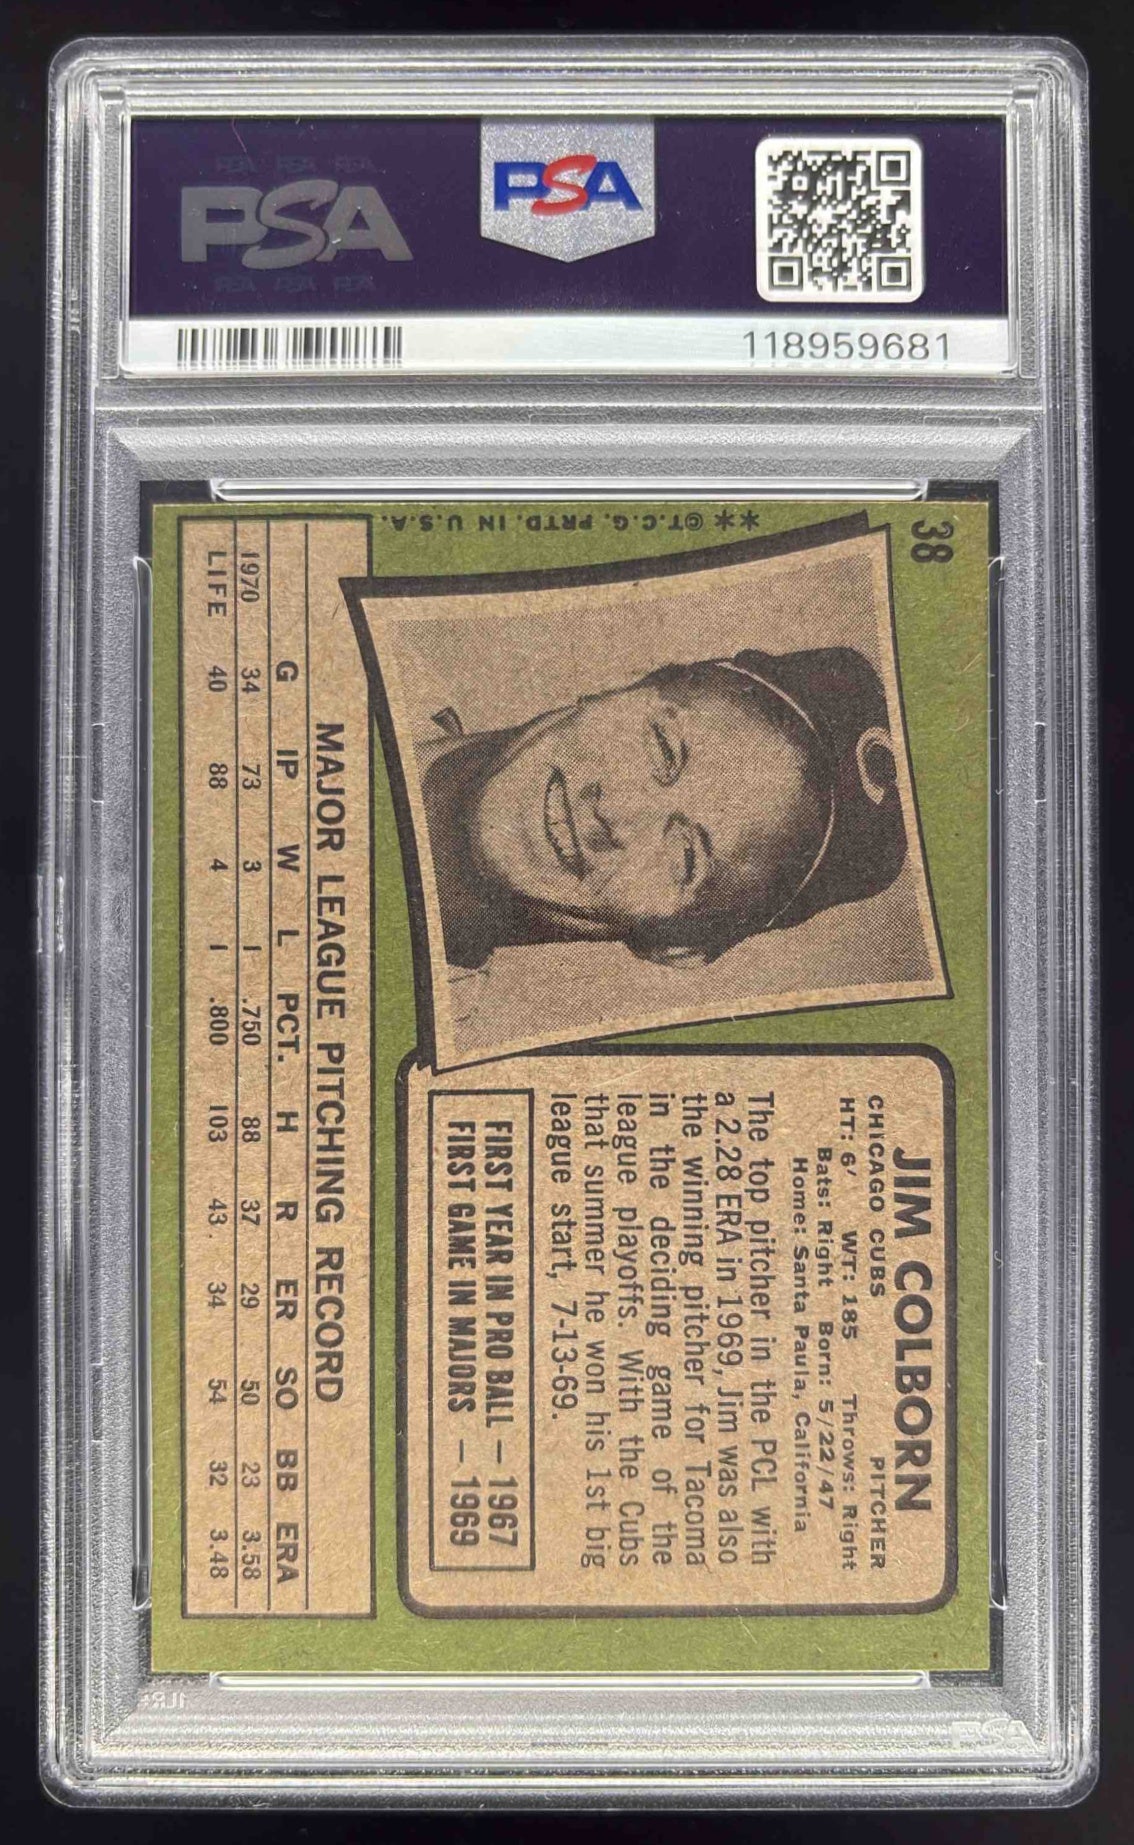 PSA PSA PSA
PSA
PSA PSA PSA
PSA
118959681
38
** © T.C.G. PRTD. IN U.S.A.
JIM COLBORN
CHICAGO CUBS PITCHER
HT: 6' WT: 185 Throws: Right
Bats: Right Born: 5/22/47
Home: Santa Paula, California
The top pitcher in the PCL with
a 2.28 ERA in 1969, Jim was also
the winning pitcher for Tacoma
in the deciding game of the
league playoffs. With the Cubs
that summer he won his 1st big
league start, 7-13-69.
FIRST YEAR IN PRO BALL — 1967
FIRST GAME IN MAJORS — 1969
MAJOR LEAGUE PITCHING RECORD
G IP W L PCT. H R ER SO BB ERA
1970 34 73 3 1 .750 88 37 29 50 23 3.58
LIFE 40 88 4 1 .800 103 43 34 54 32 3.48